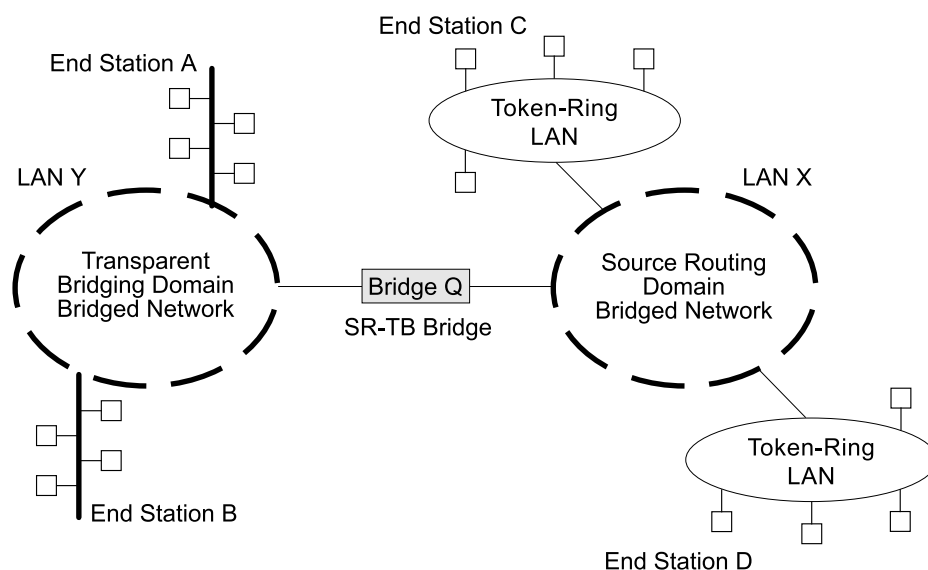 End Station C
End Station A
Token-Ring
LAN
LAN Y
LAN X
Transparent
Bridging Domain
Bridged Network
Bridge Q
SR-TB Bridge
Source Routing
Domain
Bridged Network
Token-Ring
LAN
End Station B
End Station D